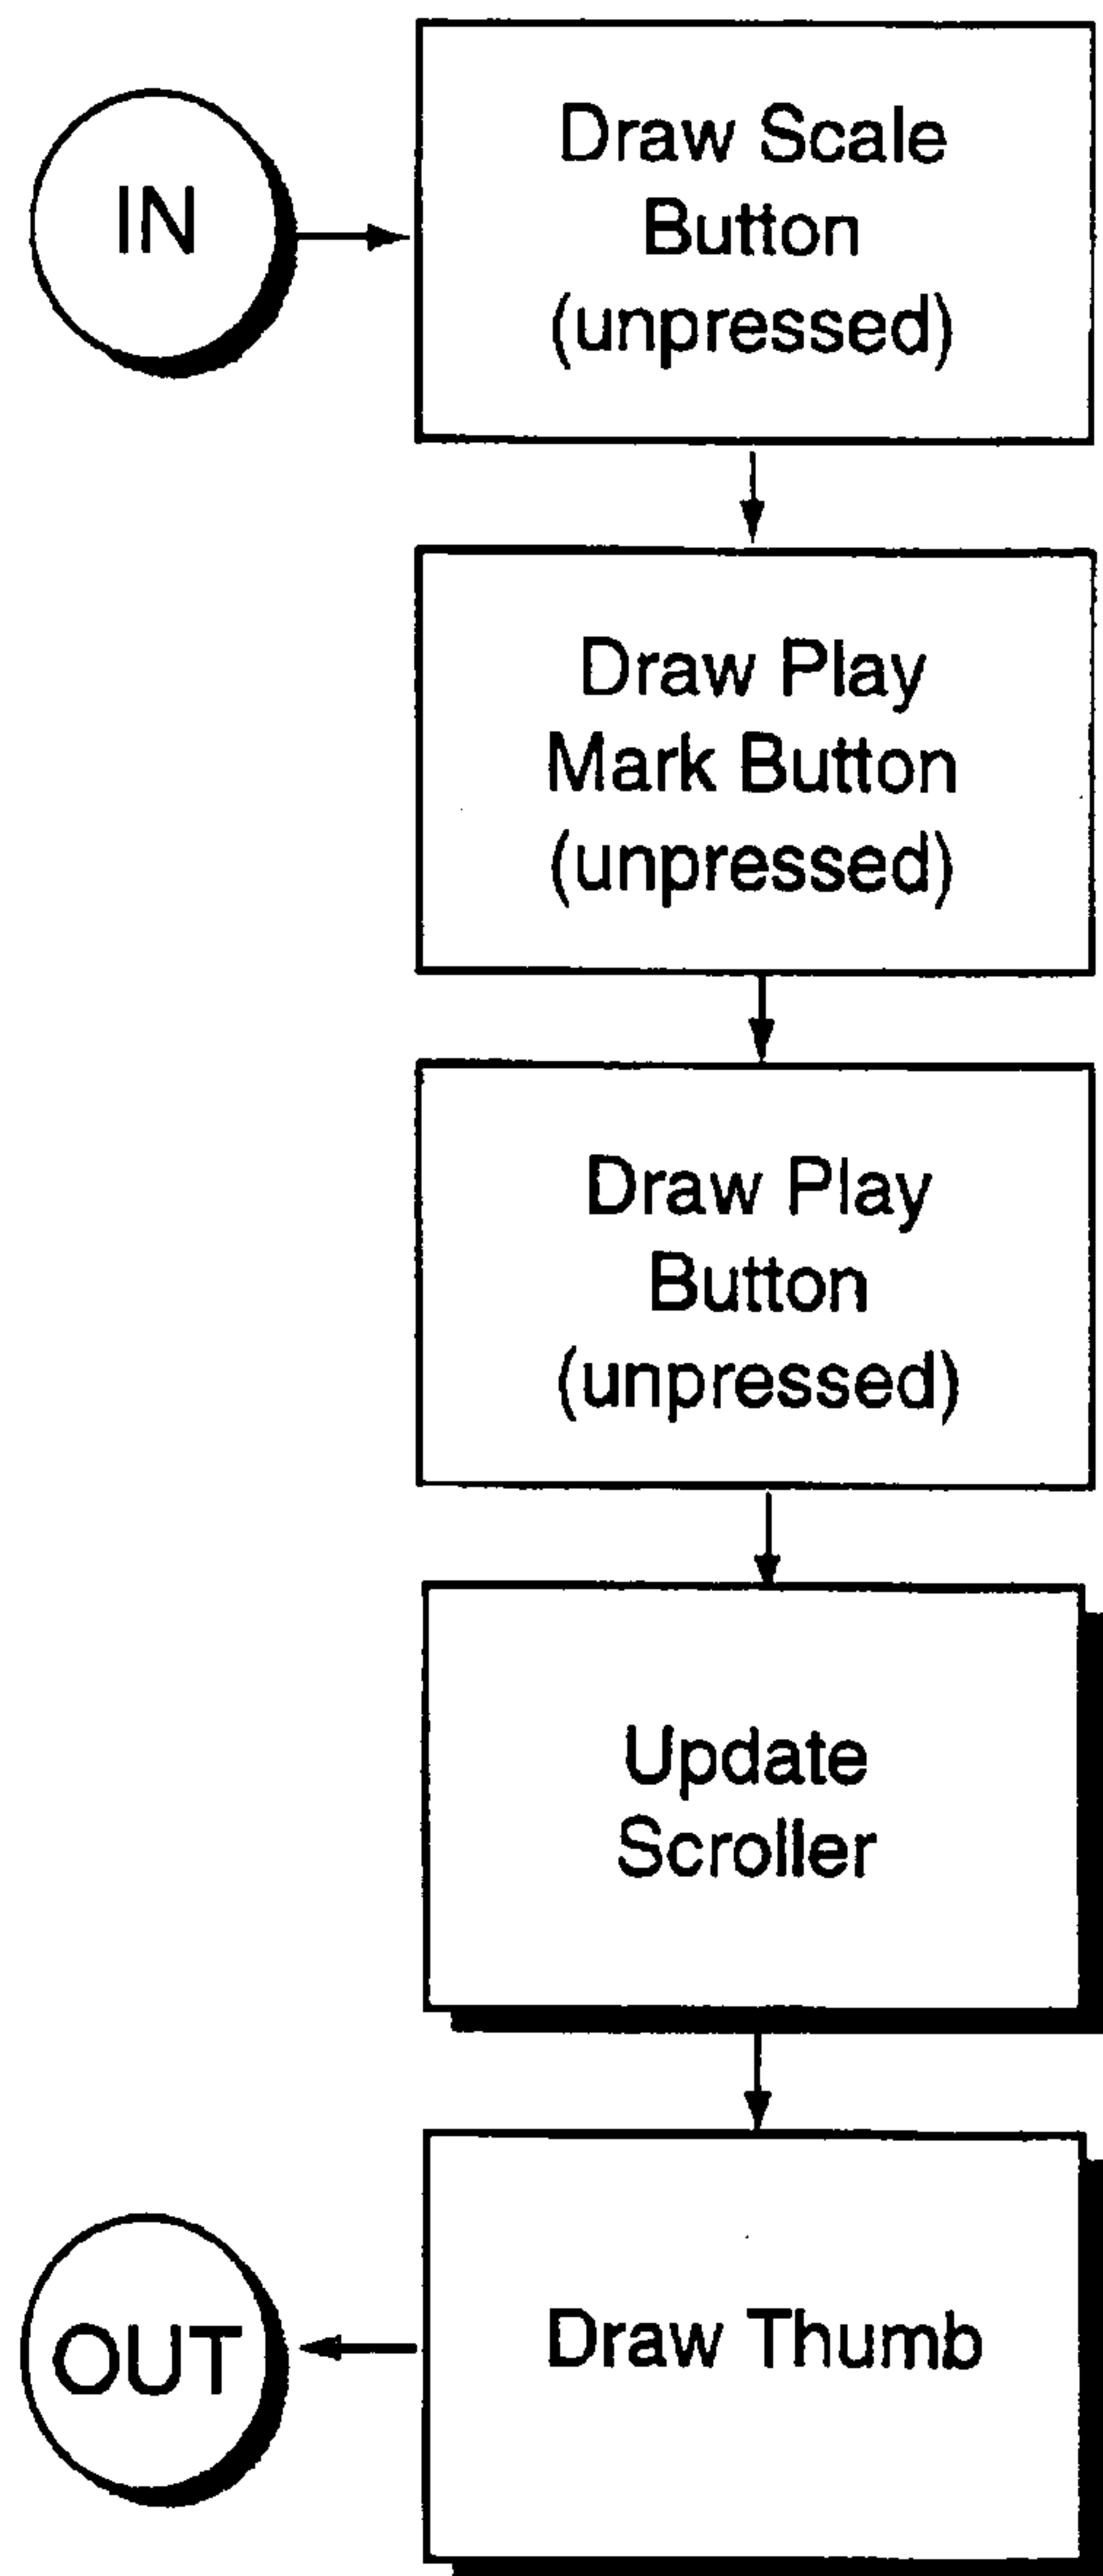 IN
Draw Scale
Button
(unpressed)
Draw Play
Mark Button
(unpressed)
Draw Play
Button
(unpressed)
Update
Scroller
Draw Thumb
OUT